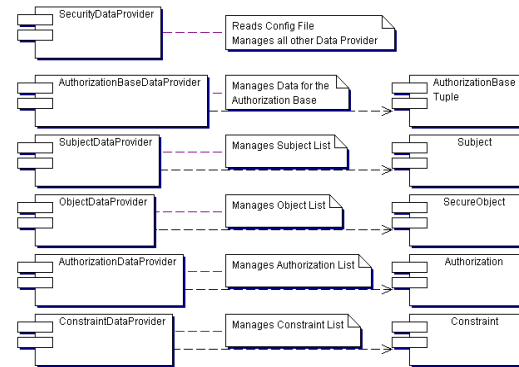 SecurityDataProvider
Reads Config File
Manages all other Data Provider
AuthorizationBaseDataProvider
Manages Data for the
Authorization Base
AuthorizationBase
Tuple
SubjectDataProvider
Manages Subject List
Subject
ObjectDataProvider
Manages Object List
SecureObject
AuthorizationDataProvider
Manages Authorization List
Authorization
ConstraintDataProvider
Manages Constraint List
Constraint